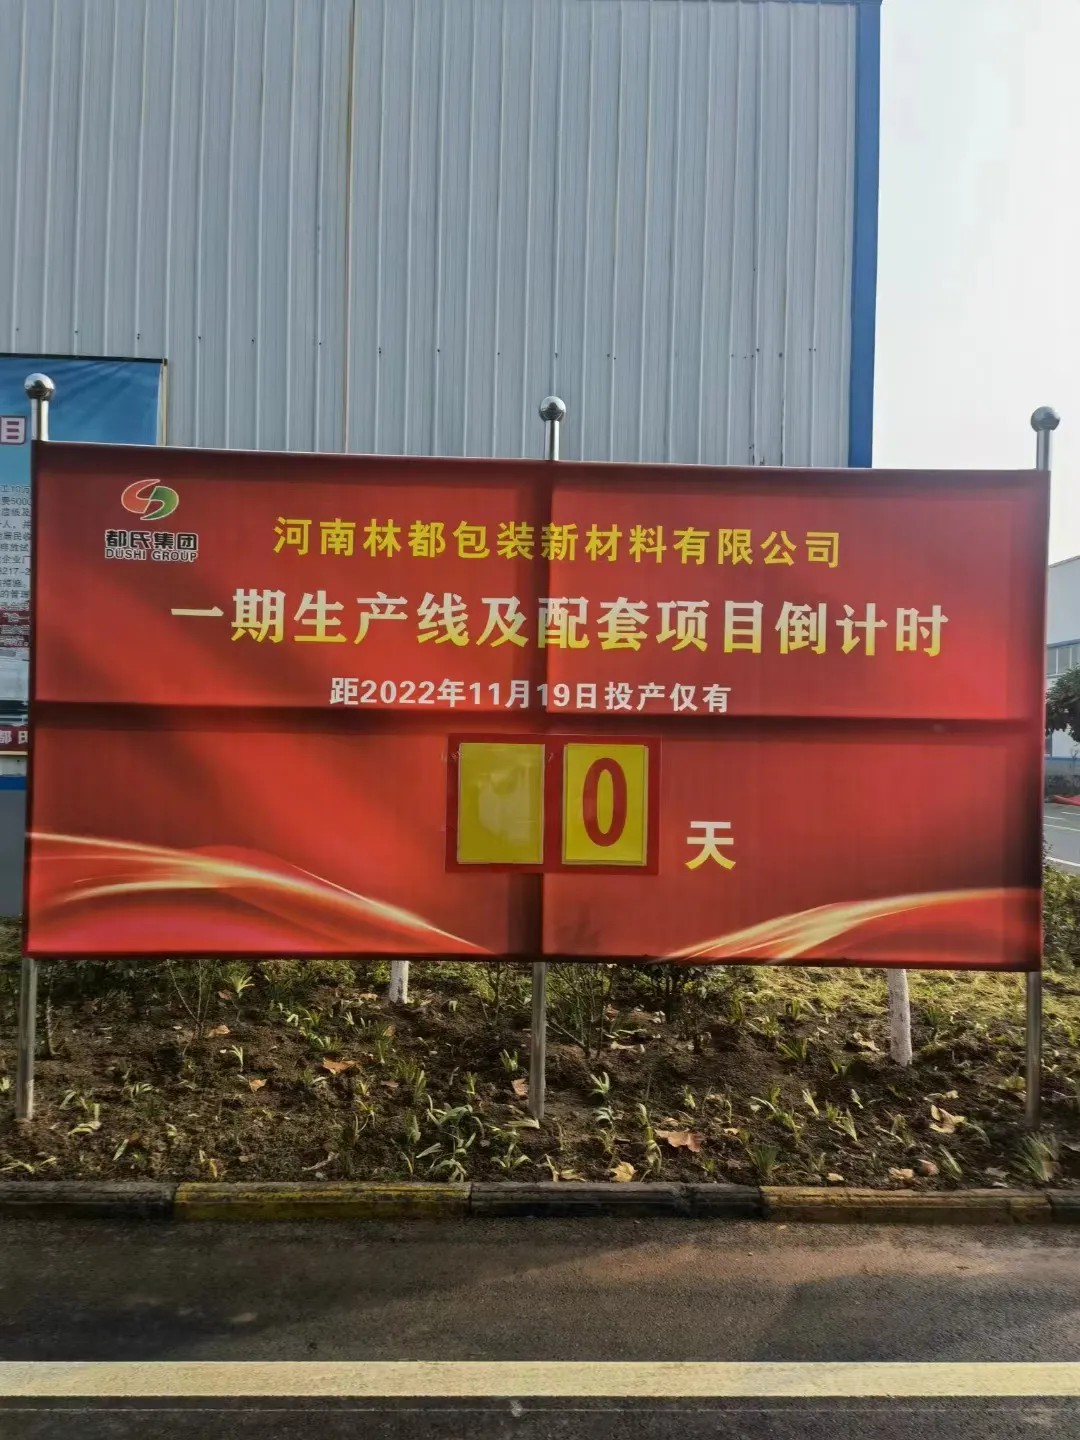 都氏集团
DUSHI GROUP
河南林都包装新材料有限公司
一期生产线及配套项目倒计时
距2022年11月19日投产仅有
0
天
目